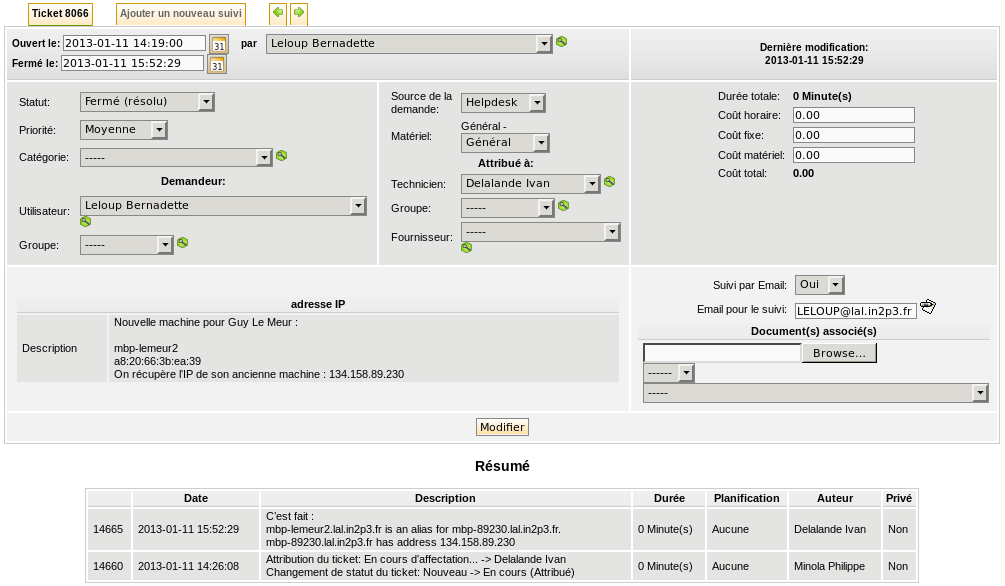 Ticket 8066 Ajouter un nouveau suivi
Ouvert le: 2013-01-11 14:19:00 31 par Leloup Bernadette
Fermé le: 2013-01-11 15:52:29 31
Dernière modification:
2013-01-11 15:52:29
Statut: Fermé (résolu)
Priorité: Moyenne
Catégorie: -----
Demandeur:
Utilisateur: Leloup Bernadette
Groupe: -----
Source de la
demande: Helpdesk
Général -
Matériel: Général
Attribué à:
Technicien: Delalande Ivan
Groupe: -----
Fournisseur: -----
Durée totale: 0 Minute(s)
Coût horaire: 0.00
Coût fixe: 0.00
Coût matériel: 0.00
Coût total: 0.00
adresse IP
Description
Nouvelle machine pour Guy Le Meur :
mbp-lemeur2
a8:20:66:3b:ea:39
On récupère l'IP de son ancienne machine : 134.158.89.230
Suivi par Email: Oui
Email pour le suivi: LELOUP@lal.in2p3.fr
Document(s) associé(s)
Browse...
------
-----
Modifier
Résumé
Date Description Durée Planification Auteur Privé
14665 2013-01-11 15:52:29 C'est fait :
mbp-lemeur2.lal.in2p3.fr is an alias for mbp-89230.lal.in2p3.fr.
mbp-89230.lal.in2p3.fr has address 134.158.89.230
0 Minute(s) Aucune Delalande Ivan Non
14660 2013-01-11 14:26:08 Attribution du ticket: En cours d'affectation... -> Delalande Ivan
Changement de statut du ticket: Nouveau -> En cours (Attribué)
0 Minute(s) Aucune Minola Philippe Non